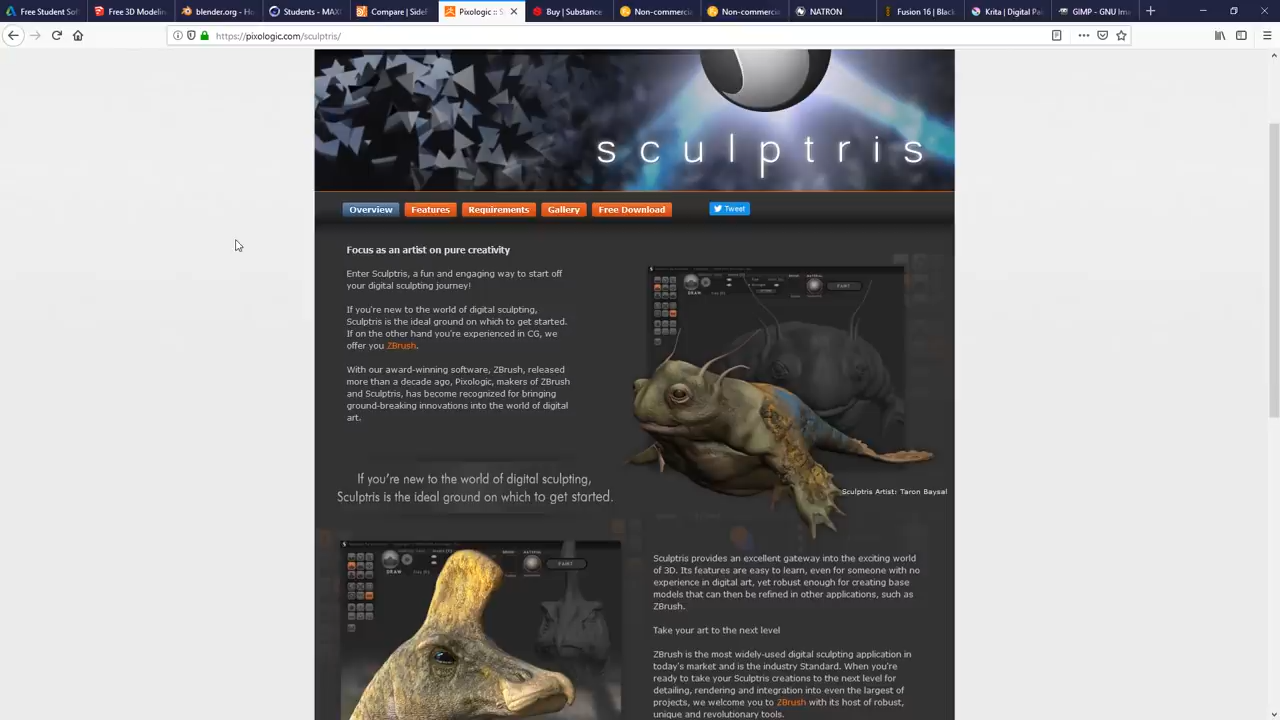 Free Student Soft
Free 3D Modeling
blender.org - Ho
Students - MAX
Compare | SideF
Pixologic :: S
Buy | Substance
Non-commerci
Non-commerci
NATRON
Fusion 16 | Black
Krita | Digital Pai
GIMP - GNU Ima
https://pixologic.com/sculptris/
sculptris
Overview
Features
Requirements
Gallery
Free Download
Tweet
Focus as an artist on pure creativity
Enter Sculptris, a fun and engaging way to start off
your digital sculpting journey!
If you're new to the world of digital sculpting,
Sculptris is the ideal ground on which to get started.
If on the other hand you're experienced in CG, we
offer you ZBrush.
With our award-winning software, ZBrush, released
more than a decade ago, Pixologic, makers of ZBrush
and Sculptris, has become recognized for bringing
ground-breaking innovations into the world of digital
art.
Sculptris Artist: Taron Baysal
If you're new to the world of digital sculpting,
Sculptris is the ideal ground on which to get started.
Sculptris provides an excellent gateway into the exciting world
of 3D. Its features are easy to learn, even for someone with no
experience in digital art, yet robust enough for creating base
models that can then be refined in other applications, such as
ZBrush.
Take your art to the next level
ZBrush is the most widely-used digital sculpting application in
today's market and is the industry Standard. When you're
ready to take your Sculptris creations to the next level for
detailing, rendering and integration into even the largest of
projects, we welcome you to ZBrush with its host of robust,
unique and revolutionary tools.